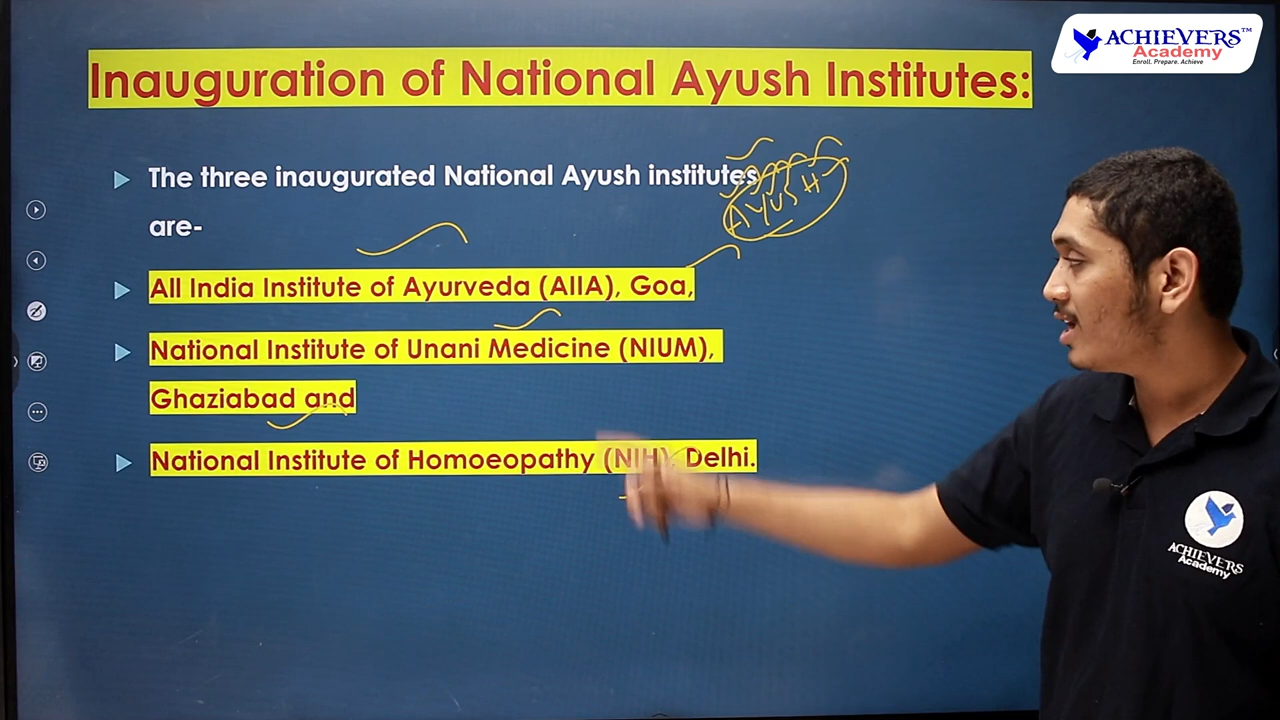 ACHIEVERS™
Academy
Enroll. Prepare. Achieve
Inauguration of National Ayush Institutes:
The three inaugurated National Ayush institutes
are-
AYUSH
All India Institute of Ayurveda (AIIA), Goa,
National Institute of Unani Medicine (NIUM),
Ghaziabad and
National Institute of Homoeopathy (NIH), Delhi.
ACHIEVERS
Academy